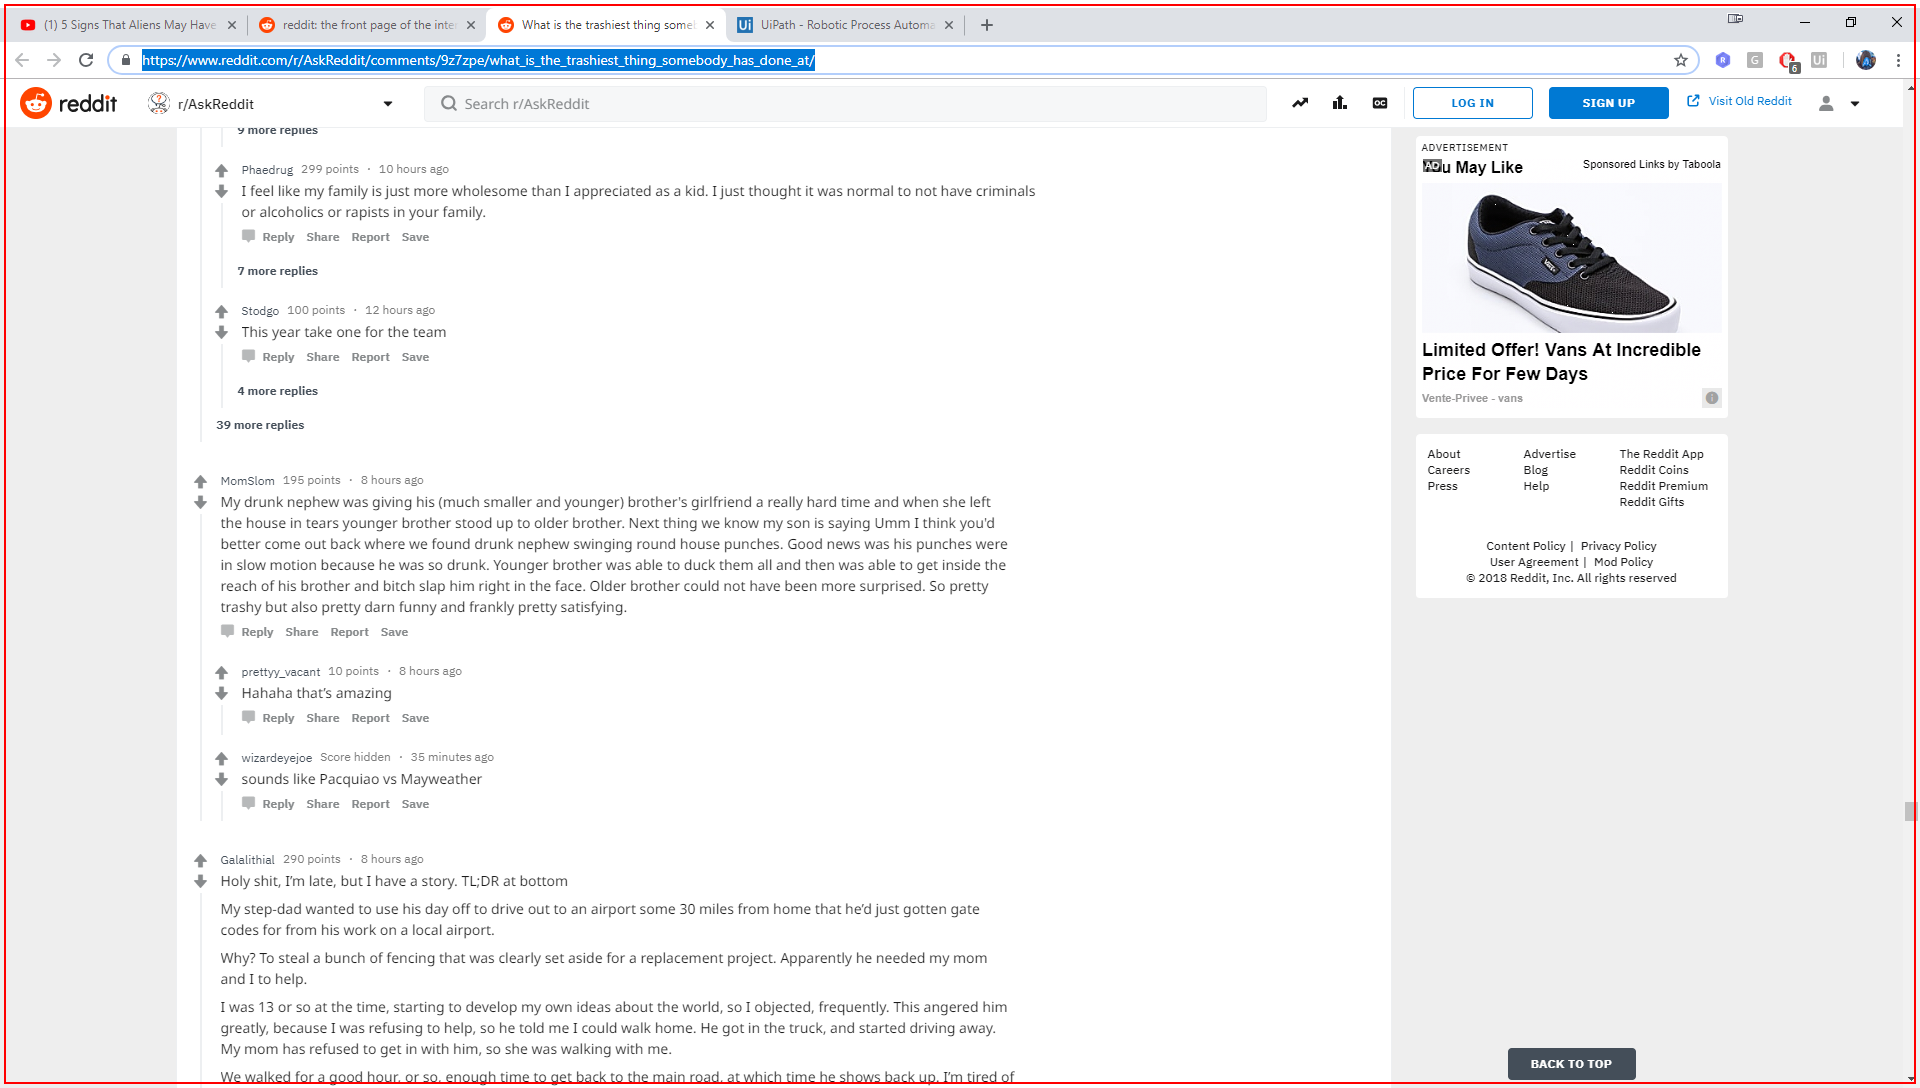 (1) 5 Signs That Aliens May Have
reddit: the front page of the inter
What is the trashiest thing someb
UiPath - Robotic Process Automa
https://www.reddit.com/r/AskReddit/comments/9z7zpe/what_is_the_trashiest_thing_somebody_has_done_at/
6
reddit
r/AskReddit
Search r/AskReddit
LOG IN
SIGN UP
Visit Old Reddit
9 more replies
Phaedrug 299 points · 10 hours ago
I feel like my family is just more wholesome than I appreciated as a kid. I just thought it was normal to not have criminals
or alcoholics or rapists in your family.
Reply Share Report Save
7 more replies
Stodgo 100 points · 12 hours ago
This year take one for the team
Reply Share Report Save
4 more replies
39 more replies
MomSlom 195 points · 8 hours ago
My drunk nephew was giving his (much smaller and younger) brother's girlfriend a really hard time and when she left
the house in tears younger brother stood up to older brother. Next thing we know my son is saying Umm I think you'd
better come out back where we found drunk nephew swinging round house punches. Good news was his punches were
in slow motion because he was so drunk. Younger brother was able to duck them all and then was able to get inside the
reach of his brother and bitch slap him right in the face. Older brother could not have been more surprised. So pretty
trashy but also pretty darn funny and frankly pretty satisfying.
Reply Share Report Save
prettyy_vacant 10 points · 8 hours ago
Hahaha that’s amazing
Reply Share Report Save
wizardeyejoe Score hidden · 35 minutes ago
sounds like Pacquiao vs Mayweather
Reply Share Report Save
Galalithial 290 points · 8 hours ago
Holy shit, I’m late, but I have a story. TL;DR at bottom
My step-dad wanted to use his day off to drive out to an airport some 30 miles from home that he’d just gotten gate
codes for from his work on a local airport.
Why? To steal a bunch of fencing that was clearly set aside for a replacement project. Apparently he needed my mom
and I to help.
I was 13 or so at the time, starting to develop my own ideas about the world, so I objected, frequently. This angered him
greatly, because I was refusing to help, so he told me I could walk home. He got in the truck, and started driving away.
My mom has refused to get in with him, so she was walking with me.
We walked for a good hour, or so, enough time to get back to the main road, at which time he shows back up. I’m tired of
ADVERTISEMENT
AD
u May Like
Sponsored Links by Taboola
Limited Offer! Vans At Incredible
Price For Few Days
Vente-Privee - vans
About Advertise The Reddit App
Careers Blog Reddit Coins
Press Help Reddit Premium
Reddit Gifts
Content Policy | Privacy Policy
User Agreement | Mod Policy
© 2018 Reddit, Inc. All rights reserved
BACK TO TOP